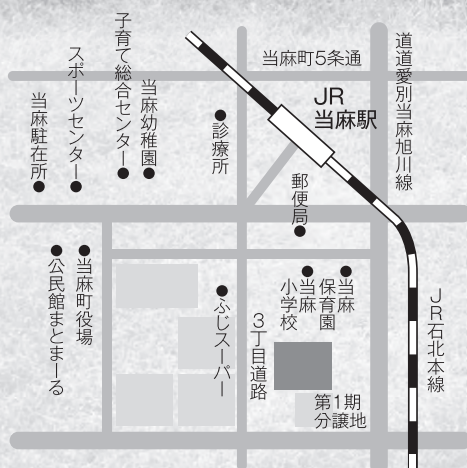 当麻町5条通
道道愛別当麻旭川線
JR
当麻駅
子育て総合センター
スポーツセンター
当麻幼稚園
当麻駐在所
診療所
郵便局
当麻町役場
公民館まとまーる
ふじスーパー
3丁目道路
当麻
小学校
当麻
保育園
JR石北本線
第1期
分譲地